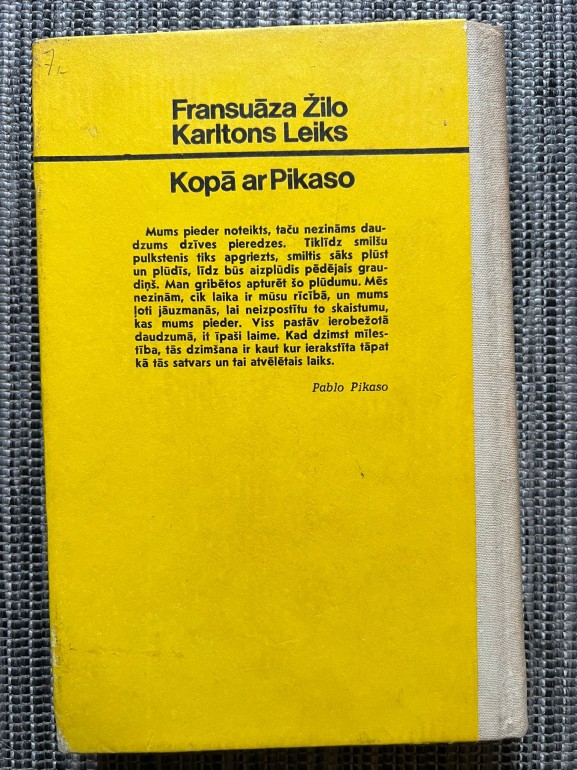 7,-
Fransuāza Žilo
Karltons Leiks
Kopā ar Pikaso
Mums pieder noteikts, taču nezināms dau-
dzums dzīves pieredzes. Tiklīdz smilšu
pulkstenis tiks apgriezts, smiltis sāks plūst
un plūdīs, līdz būs aizplūdis pēdējais grau-
diņš. Man gribētos apturēt šo plūdumu. Mēs
nezinām, cik laika ir mūsu rīcībā, un mums
ļoti jāuzmanās, lai neizpostītu to skaistumu,
kas mums pieder. Viss pastāv ierobežotā
daudzumā, it īpaši laime. Kad dzimst mīles-
tība, tās dzimšana ir kaut kur ierakstīta tāpat
kā tās satvars un tai atvēlētais laiks.
Pablo Pikaso